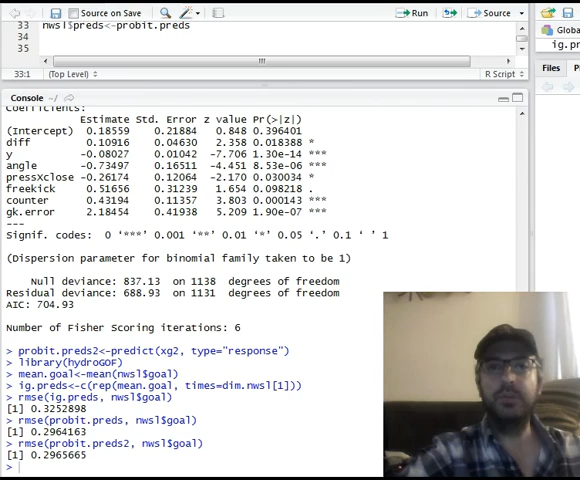 Source on Save
Run
Source
33 nwsl$preds<-probit.preds
34
35
33:1 (Top Level) R Script
Globa
ig.pr
Files P
Console ~/
Coefficients:
Estimate Std. Error z value Pr(>|z|)
(Intercept) 0.18559 0.21884 0.848 0.396401
diff 0.10916 0.04630 2.358 0.018388 *
y -0.08027 0.01042 -7.706 1.30e-14 ***
angle -0.73497 0.16511 -4.451 8.53e-06 ***
pressXclose -0.26174 0.12064 -2.170 0.030034 *
freekick 0.51656 0.31239 1.654 0.098218 .
counter 0.43194 0.11357 3.803 0.000143 ***
gk.error 2.18454 0.41938 5.209 1.90e-07 ***
---
Signif. codes: 0 ‘***’ 0.001 ‘**’ 0.01 ‘*’ 0.05 ‘.’ 0.1 ‘ ’ 1
(Dispersion parameter for binomial family taken to be 1)
Null deviance: 837.13 on 1138 degrees of freedom
Residual deviance: 688.93 on 1131 degrees of freedom
AIC: 704.93
Number of Fisher Scoring iterations: 6
> probit.preds2<-predict(xg2, type="response")
> library(hydroGOF)
> mean.goal<-mean(nwsl$goal)
> ig.preds<-c(rep(mean.goal, times=dim.nwsl[1]))
> rmse(ig.preds, nwsl$goal)
[1] 0.3252898
> rmse(probit.preds, nwsl$goal)
[1] 0.2964163
> rmse(probit.preds2, nwsl$goal)
[1] 0.2965665
>